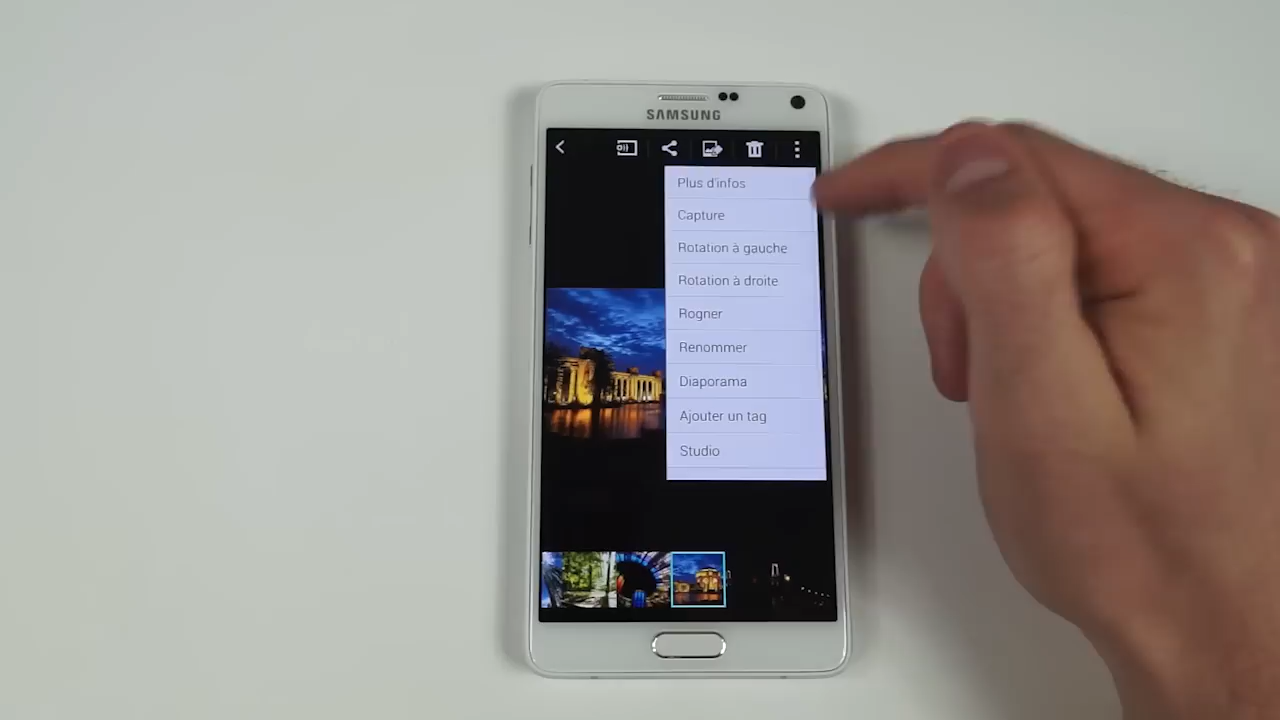 SAMSUNG
Plus d'infos
Capture
Rotation à gauche
Rotation à droite
Rogner
Renommer
Diaporama
Ajouter un tag
Studio